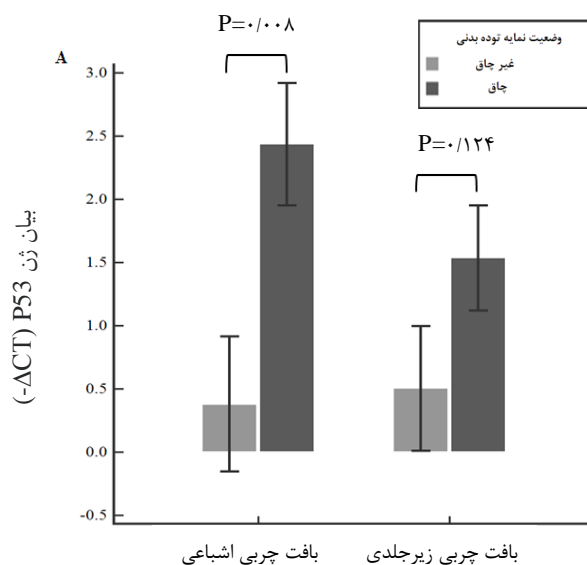 P=۰/۰۰۸
A
وضعیت نمایه توده بدنی
غیر چاق
چاق
P=۰/۱۲۴
بیان ژن P53 (-ΔCT)
3.0
2.5
2.0
1.5
1.0
0.5
0.0
-0.5
بافت چربی اشباعی
بافت چربی زیرجلدی